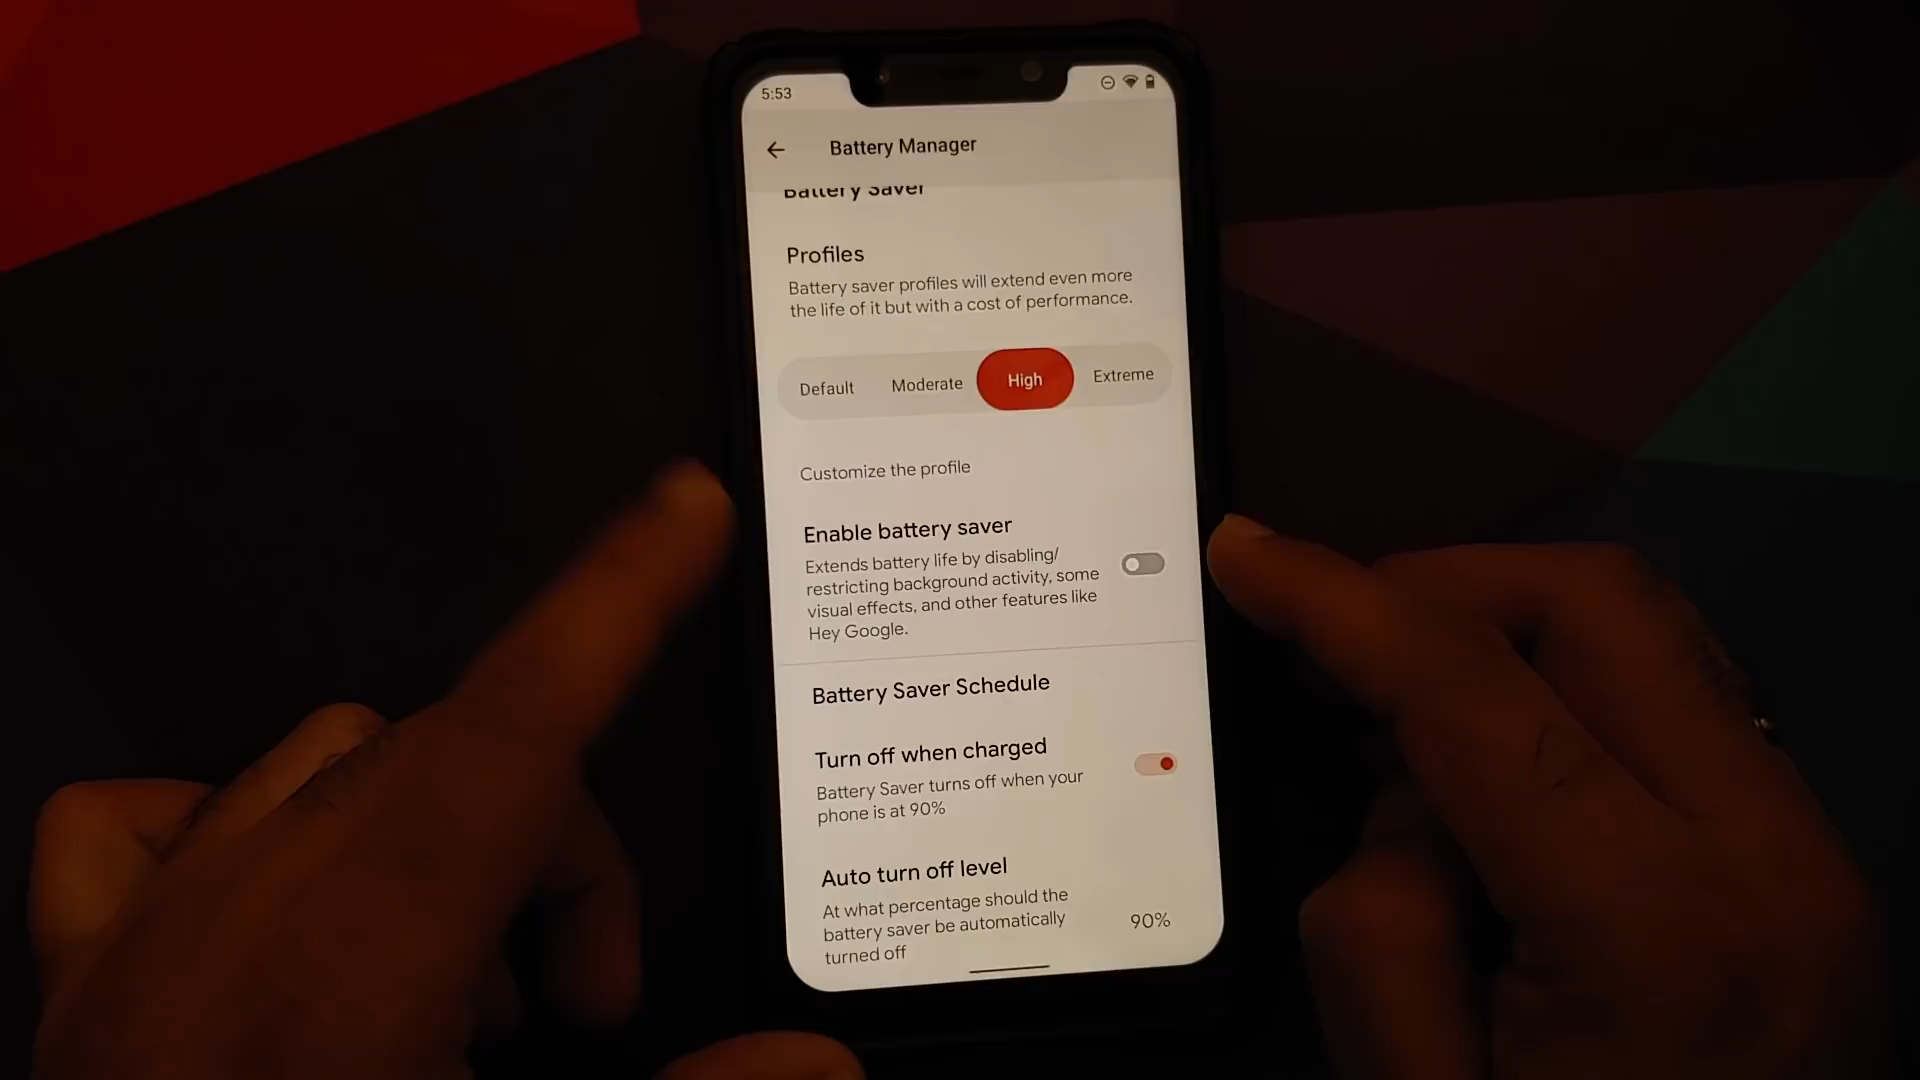 5:53
Battery Manager
Battery Saver
Profiles
Battery saver profiles will extend even more
the life of it but with a cost of performance.
Default Moderate High Extreme
Customize the profile
Enable battery saver
Extends battery life by disabling/
restricting background activity, some
visual effects, and other features like
Hey Google.
Battery Saver Schedule
Turn off when charged
Battery Saver turns off when your
phone is at 90%
Auto turn off level
At what percentage should the
battery saver be automatically
turned off
90%